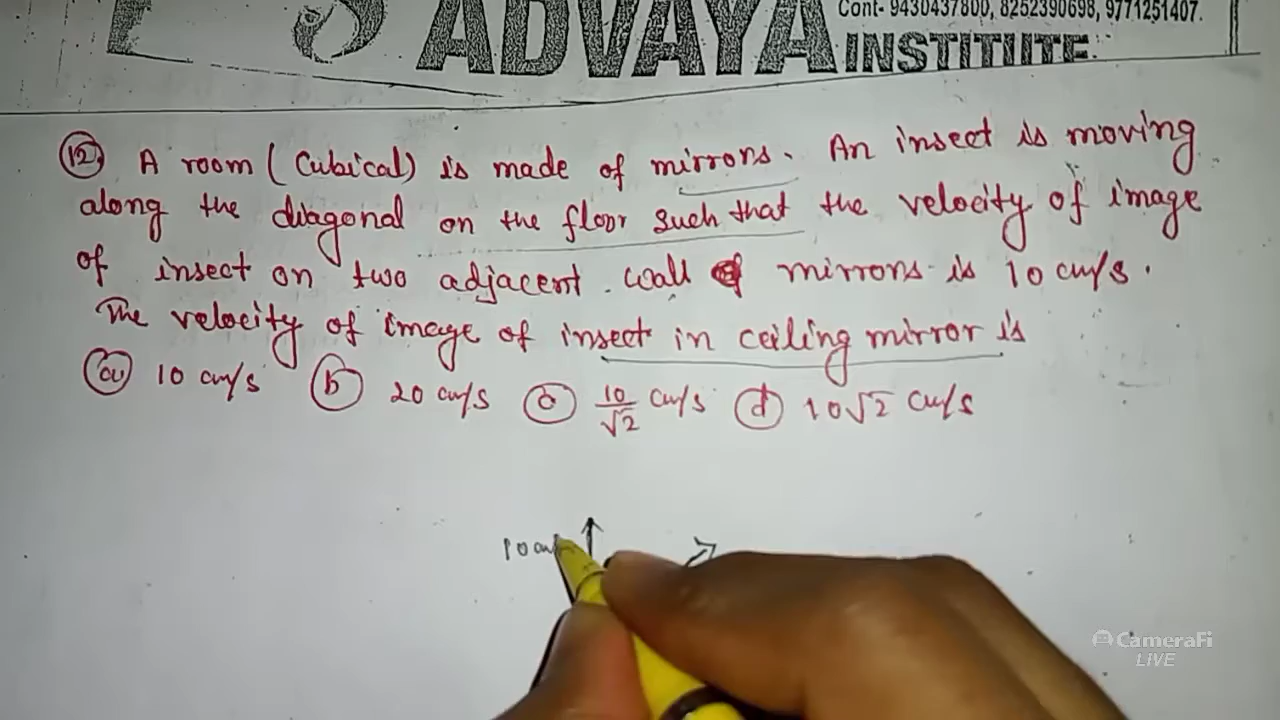 Cont- 9430437800, 8252390698, 9771251407.
ADVAYA INSTITUTE
(12) A room (Cubical) is made of mirrors. An insect is moving
along the diagonal on the floor such that the velocity of image
of insect on two adjacent wall mirrors is 10 cm/s.
The velocity of image of insect in ceiling mirror is
(a) 10 cm/s (b) 20 cm/s (c) 10/√2 cm/s (d) 10√2 cm/s
10 cm/
CameraFi
LIVE